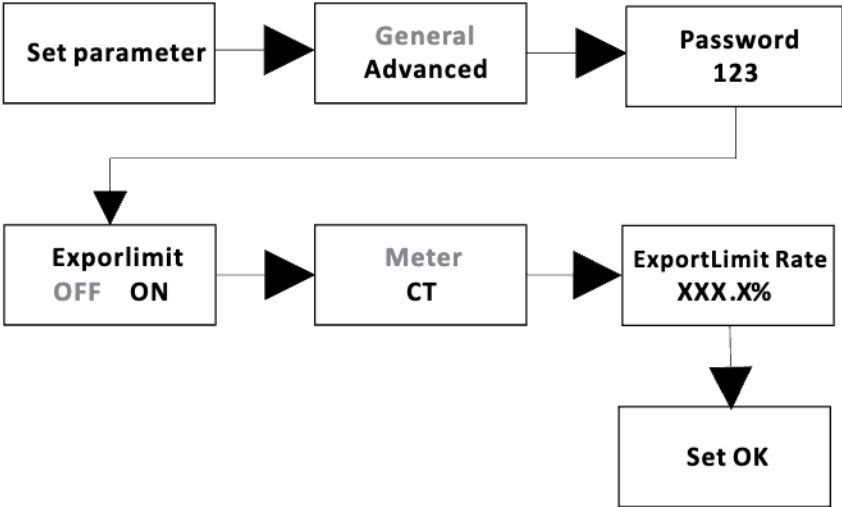 Set parameter
General
Advanced
Password
123
Exporlimit
OFF ON
Meter
CT
ExportLimit Rate
XXX.X%
Set OK